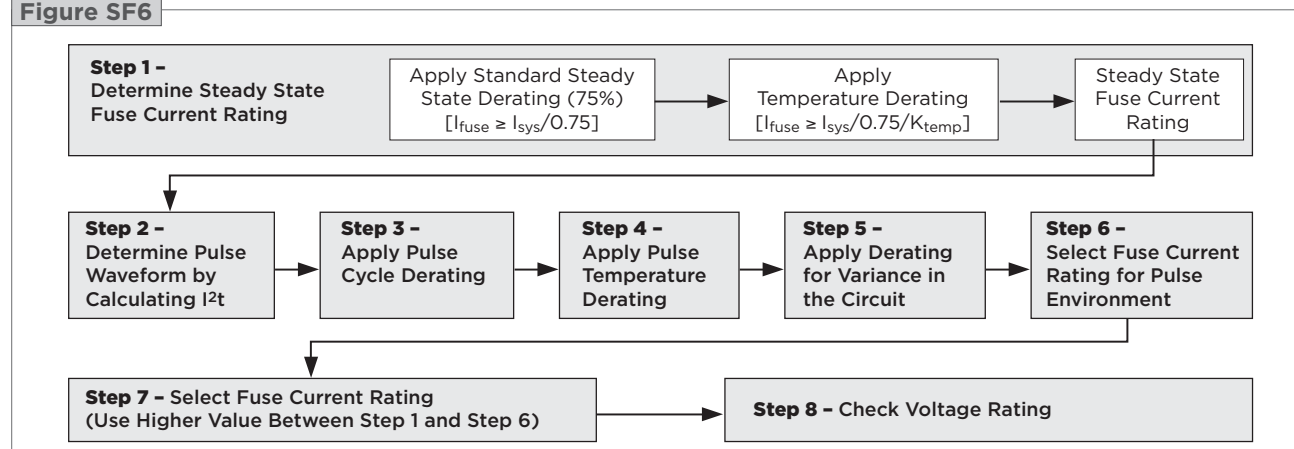 Figure SF6
Step 1 –
Determine Steady State
Fuse Current Rating
Apply Standard Steady
State Derating (75%)
[Ifuse ≥ Isys/0.75]
Apply
Temperature Derating
[Ifuse ≥ Isys/0.75/Ktemp]
Steady State
Fuse Current
Rating
Step 2 –
Determine Pulse
Waveform by
Calculating I²t
Step 3 –
Apply Pulse
Cycle Derating
Step 4 –
Apply Pulse
Temperature
Derating
Step 5 –
Apply Derating
for Variance in
the Circuit
Step 6 –
Select Fuse Current
Rating for Pulse
Environment
Step 7 – Select Fuse Current Rating
(Use Higher Value Between Step 1 and Step 6)
Step 8 – Check Voltage Rating